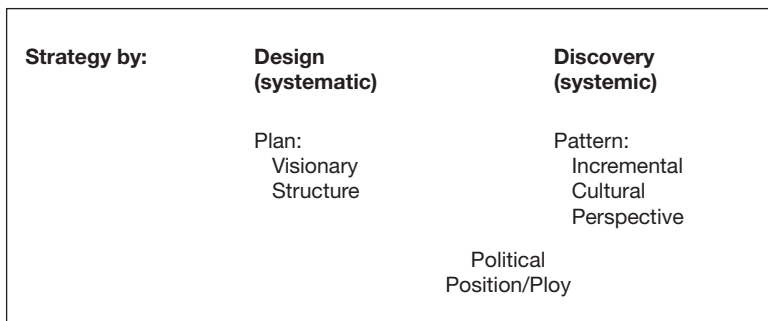 Strategy by: Design Discovery
(systematic) (systemic)
Plan: Pattern:
Visionary Incremental
Structure Cultural
Perspective
Political
Position/Ploy